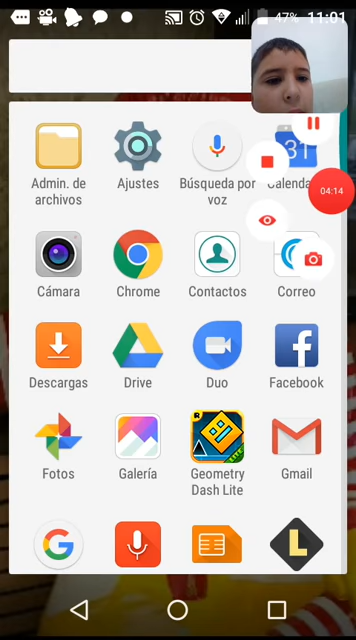 47% 11:01
31
04:14
Admin. de
archivos
Ajustes
Búsqueda por
voz
Calenda
Cámara
Chrome
Contactos
Correo
Descargas
Drive
Duo
Facebook
Fotos
Galería
Geometry
Dash Lite
Gmail